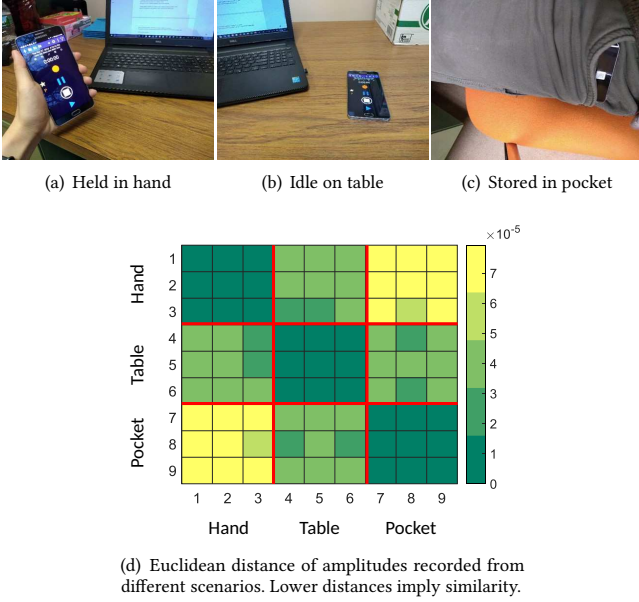 (a) Held in hand
(b) Idle on table
(c) Stored in pocket
×10⁻⁵
7
6
5
4
3
2
1
0
Hand
Table
Pocket
1
2
3
4
5
6
7
8
9
1 2 3 4 5 6 7 8 9
Hand Table Pocket
(d) Euclidean distance of amplitudes recorded from
different scenarios. Lower distances imply similarity.